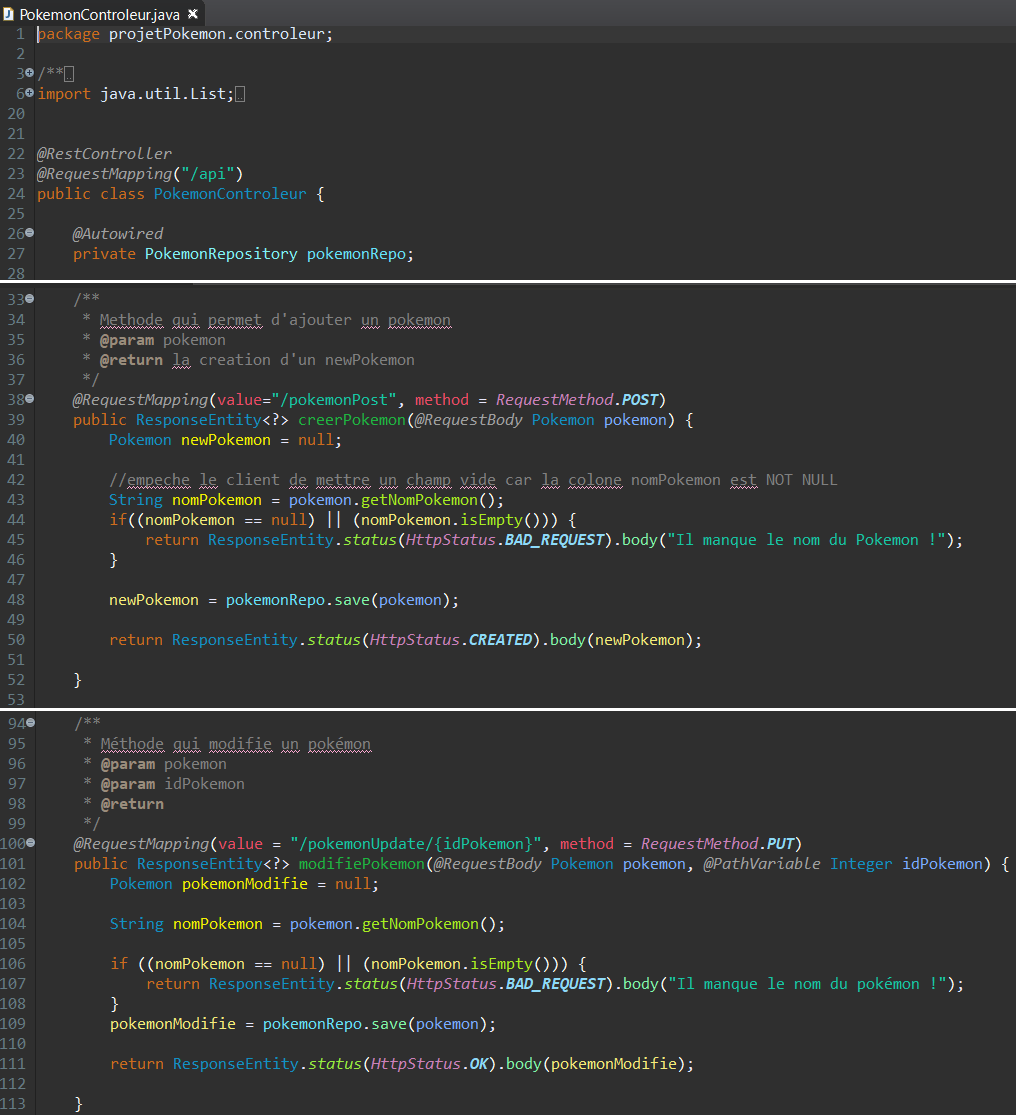 PokemonControleur.java
1 package projetPokemon.controleur;
2
3 /**
6 import java.util.List;
20
21
22 @RestController
23 @RequestMapping("/api")
24 public class PokemonControleur {
25
26 @Autowired
27 private PokemonRepository pokemonRepo;
28
33 /**
34 * Methode qui permet d'ajouter un pokemon
35 * @param pokemon
36 * @return la creation d'un newPokemon
37 */
38 @RequestMapping(value="/pokemonPost", method = RequestMethod.POST)
39 public ResponseEntity<?> creerPokemon(@RequestBody Pokemon pokemon) {
40 Pokemon newPokemon = null;
41
42 //empeche le client de mettre un champ vide car la colone nomPokemon est NOT NULL
43 String nomPokemon = pokemon.getNomPokemon();
44 if((nomPokemon == null) || (nomPokemon.isEmpty())) {
45 return ResponseEntity.status(HttpStatus.BAD_REQUEST).body("Il manque le nom du Pokemon !");
46 }
47
48 newPokemon = pokemonRepo.save(pokemon);
49
50 return ResponseEntity.status(HttpStatus.CREATED).body(newPokemon);
51
52 }
53
94 /**
95 * Méthode qui modifie un pokémon
96 * @param pokemon
97 * @param idPokemon
98 * @return
99 */
100 @RequestMapping(value = "/pokemonUpdate/{idPokemon}", method = RequestMethod.PUT)
101 public ResponseEntity<?> modifiePokemon(@RequestBody Pokemon pokemon, @PathVariable Integer idPokemon) {
102 Pokemon pokemonModifie = null;
103
104 String nomPokemon = pokemon.getNomPokemon();
105
106 if ((nomPokemon == null) || (nomPokemon.isEmpty())) {
107 return ResponseEntity.status(HttpStatus.BAD_REQUEST).body("Il manque le nom du pokémon !");
108 }
109 pokemonModifie = pokemonRepo.save(pokemon);
110
111 return ResponseEntity.status(HttpStatus.OK).body(pokemonModifie);
112
113 }